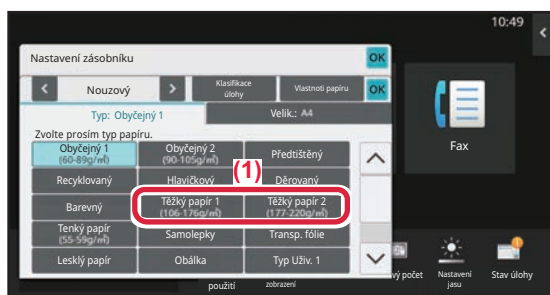 10:49
Nastavení zásobníku
OK
Nouzový
Klasifikace
úlohy
Vlastnoti papíru
OK
Typ: Obyčejný 1
Velik.: A4
Zvolte prosím typ papíru.
Obyčejný 1
(60-89g/㎡)
Obyčejný 2
(90-105g/㎡)
Předtištěný
Recyklovaný
Hlavičkový
(1)
Děrovaný
Barevný
Těžký papír 1
(106-176g/㎡)
Těžký papír 2
(177-220g/㎡)
Tenký papír
(55-59g/㎡)
Samolepky
Transp. fólie
Lesklý papír
Obálka
Typ Uživ. 1
Fax
použití
zobrazení
vý počet
Nastavení
jasu
Stav úlohy